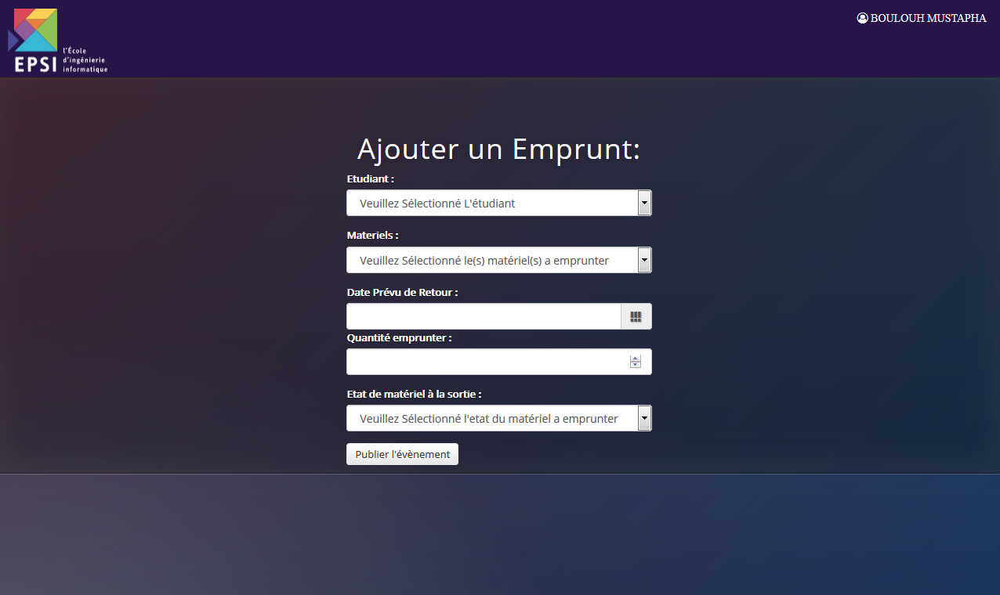 EPSI
l'École
d'ingénierie
informatique
BOULOUH MUSTAPHA
Ajouter un Emprunt:
Etudiant :
Veuillez Sélectionné L'étudiant
Materiels :
Veuillez Sélectionné le(s) matériel(s) a emprunter
Date Prévu de Retour :
Quantité emprunter :
Etat de matériel à la sortie :
Veuillez Sélectionné l'etat du matériel a emprunter
Publier l'évènement